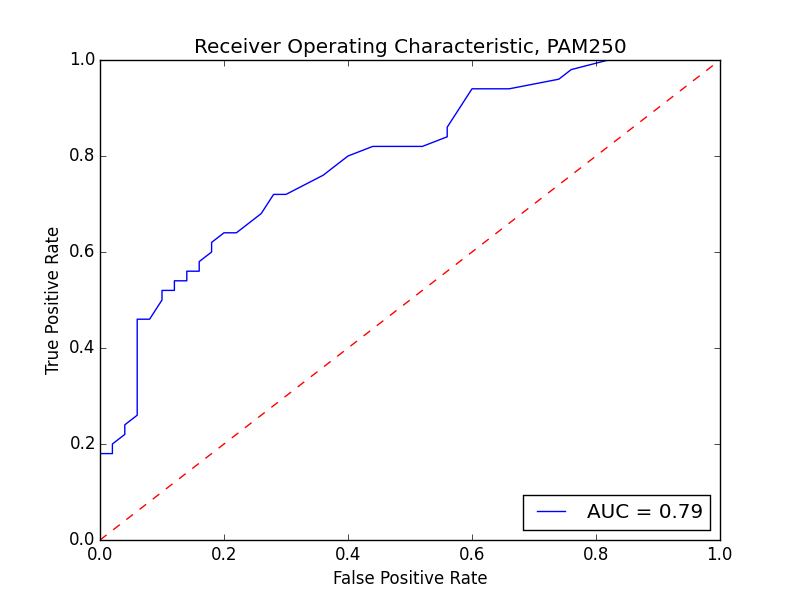 Receiver Operating Characteristic, PAM250
1.0
0.8
0.6
0.4
0.2
0.0
True Positive Rate
AUC = 0.79
0.0 0.2 0.4 0.6 0.8 1.0
False Positive Rate